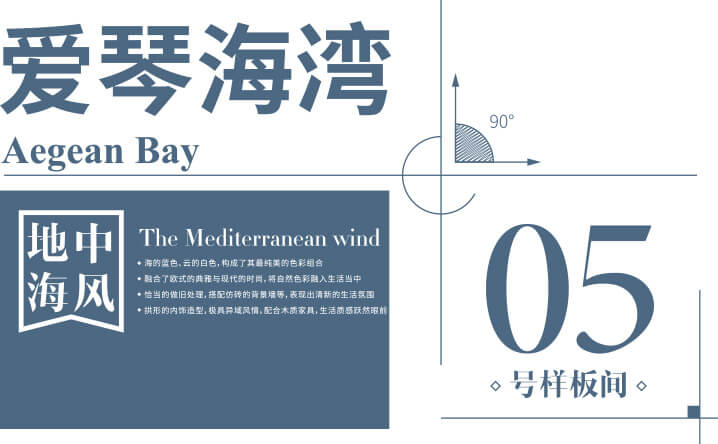 爱琴海湾
Aegean Bay
90°
地中
海风
The Mediterranean wind
• 海的蓝色，云的白色，构成了其最纯美的色彩组合
• 融合了欧式的典雅与现代的时尚，将自然色彩融入生活当中
• 恰当的做旧处理，搭配仿砖的背景墙等，表现出清新的生活氛围
• 拱形的内饰造型，极具异域风情，配合木质家具，生活质感跃然眼前
05
号样板间